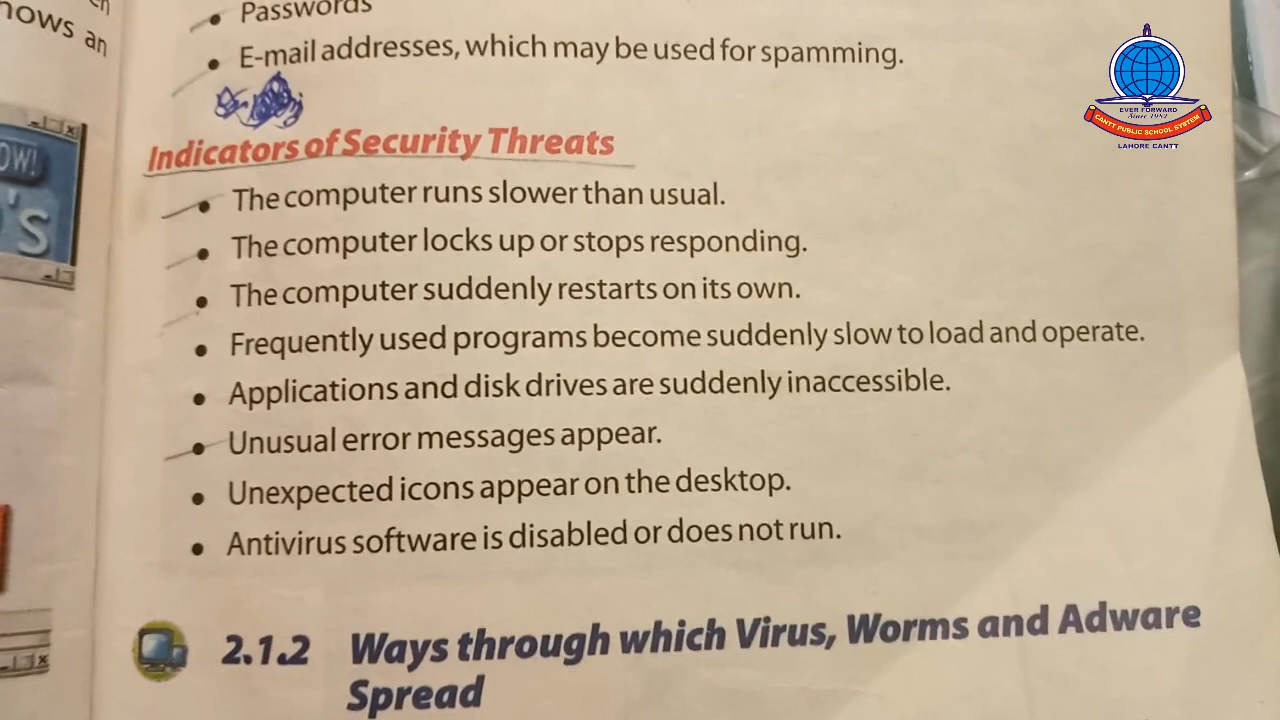 en
nows an
OW!
'S
Passwords
• E-mail addresses, which may be used for spamming.
Indicators of Security Threats
• The computer runs slower than usual.
• The computer locks up or stops responding.
• The computer suddenly restarts on its own.
• Frequently used programs become suddenly slow to load and operate.
• Applications and disk drives are suddenly inaccessible.
• Unusual error messages appear.
• Unexpected icons appear on the desktop.
• Antivirus software is disabled or does not run.
2.1.2 Ways through which Virus, Worms and Adware
Spread
EVER FORWARD
Since 1982
CANTT PUBLIC SCHOOL SYSTEM
LAHORE CANTT